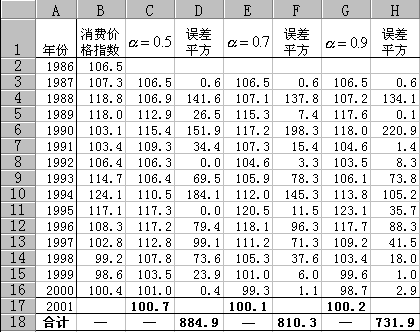 A B C D E F G H
1 年份 消费价格指数 α=0.5 误差平方 α=0.7 误差平方 α=0.9 误差平方
2 1986 106.5
3 1987 107.3 106.5 0.6 106.5 0.6 106.5 0.6
4 1988 118.8 106.9 141.6 107.1 137.8 107.2 134.1
5 1989 118.0 112.9 26.5 115.3 7.4 117.6 0.1
6 1990 103.1 115.4 151.9 117.2 198.3 118.0 220.9
7 1991 103.4 109.3 34.4 107.3 15.4 104.6 1.4
8 1992 106.4 106.3 0.0 104.6 3.3 103.5 8.3
9 1993 114.7 106.4 69.5 105.9 78.3 106.1 73.8
10 1994 124.1 110.5 184.1 112.0 145.3 113.8 105.2
11 1995 117.1 117.3 0.0 120.5 11.5 123.1 35.7
12 1996 108.3 117.2 79.4 118.1 96.3 117.7 88.3
13 1997 102.8 112.8 99.1 111.2 71.3 109.2 41.5
14 1998 99.2 107.8 73.6 105.3 37.6 103.4 18.0
15 1999 98.6 103.5 23.9 101.0 6.0 99.6 1.0
16 2000 100.4 101.0 0.4 99.3 1.1 98.7 2.9
17 2001 100.7 100.1 100.2
18 合计 — — 884.9 — 810.3 — 731.9